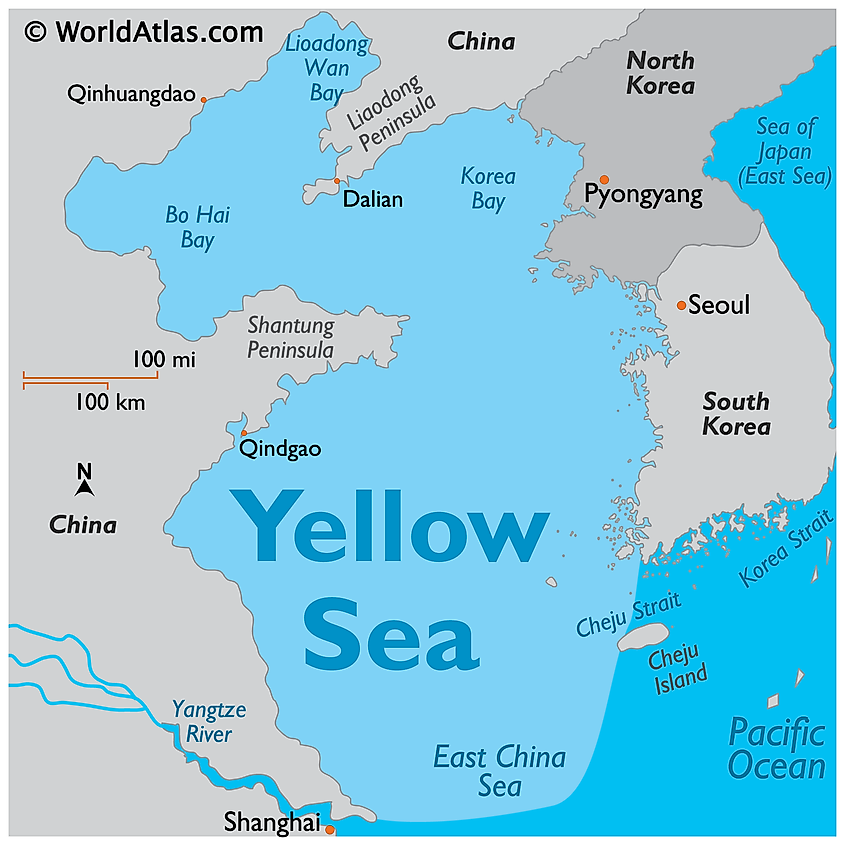 © WorldAtlas.com
Lioadong
Wan
Bay
China
North
Korea
Qinhuangdao
Liaodong
Peninsula
Sea of
Japan
(East Sea)
Korea
Bay
Pyongyang
Dalian
Bo Hai
Bay
Seoul
Shantung
Peninsula
100 mi
100 km
South
Korea
Qindgao
N
China
Yellow
Sea
Korea Strait
Cheju Strait
Cheju
Island
Yangtze
River
Pacific
Ocean
East China
Sea
Shanghai